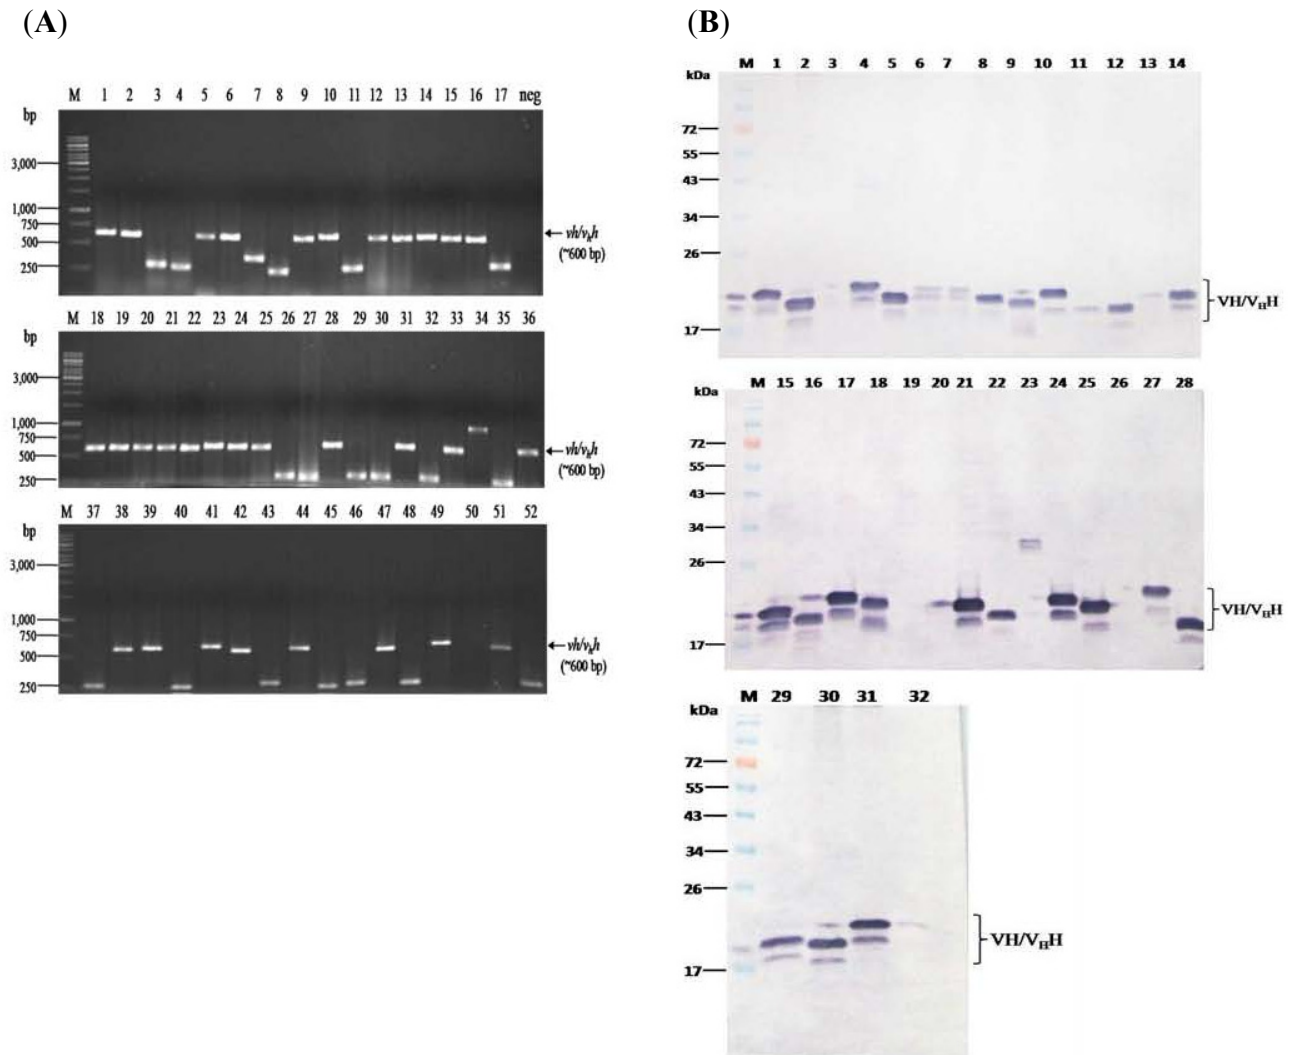 (A)
M 1 2 3 4 5 6 7 8 9 10 11 12 13 14 15 16 17 neg
bp
3,000
1,000
750
500
250
vh/vₕh
(~600 bp)
M 18 19 20 21 22 23 24 25 26 27 28 29 30 31 32 33 34 35 36
bp
3,000
1,000
750
500
250
vh/vₕh
(~600 bp)
M 37 38 39 40 41 42 43 44 45 46 47 48 49 50 51 52
bp
3,000
1,000
750
500
250
vh/vₕh
(~600 bp)
(B)
M 1 2 3 4 5 6 7 8 9 10 11 12 13 14
kDa
72
55
43
34
26
17
VH/VHH
M 15 16 17 18 19 20 21 22 23 24 25 26 27 28
kDa
72
55
43
34
26
17
VH/VHH
M 29 30 31 32
kDa
72
55
43
34
26
17
VH/VHH